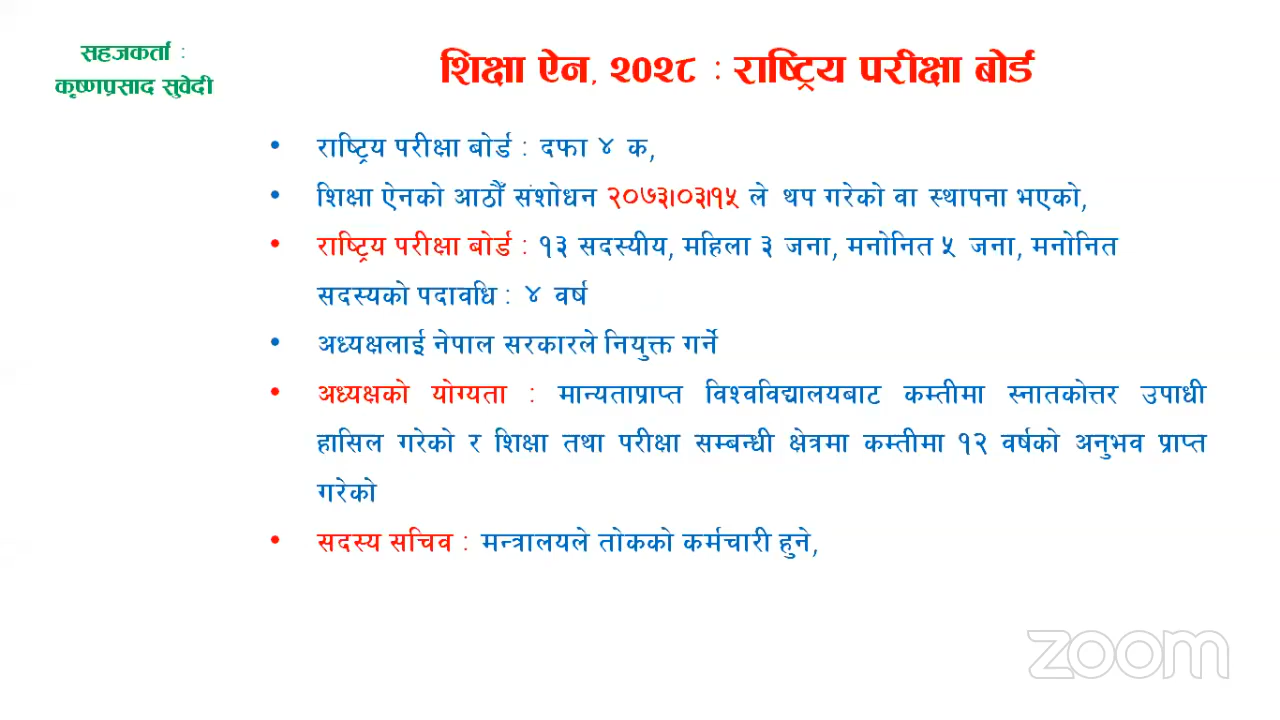 सहजकर्ता :
कृष्णप्रसाद सुवेदी
शिक्षा ऐन, २०२८ : राष्ट्रिय परीक्षा बोर्ड
• राष्ट्रिय परीक्षा बोर्ड : दफा ४ क,
• शिक्षा ऐनको आठौँ संशोधन २०७३।०३।१५ ले थप गरेको वा स्थापना भएको,
• राष्ट्रिय परीक्षा बोर्ड : १३ सदस्यीय, महिला ३ जना, मनोनित ५ जना, मनोनित
सदस्यको पदावधि : ४ वर्ष
• अध्यक्षलाई नेपाल सरकारले नियुक्त गर्ने
• अध्यक्षको योग्यता : मान्यताप्राप्त विश्वविद्यालयबाट कम्तीमा स्नातकोत्तर उपाधी
हासिल गरेको र शिक्षा तथा परीक्षा सम्बन्धी क्षेत्रमा कम्तीमा १२ वर्षको अनुभव प्राप्त
गरेको
• सदस्य सचिव : मन्त्रालयले तोकको कर्मचारी हुने,
zoom